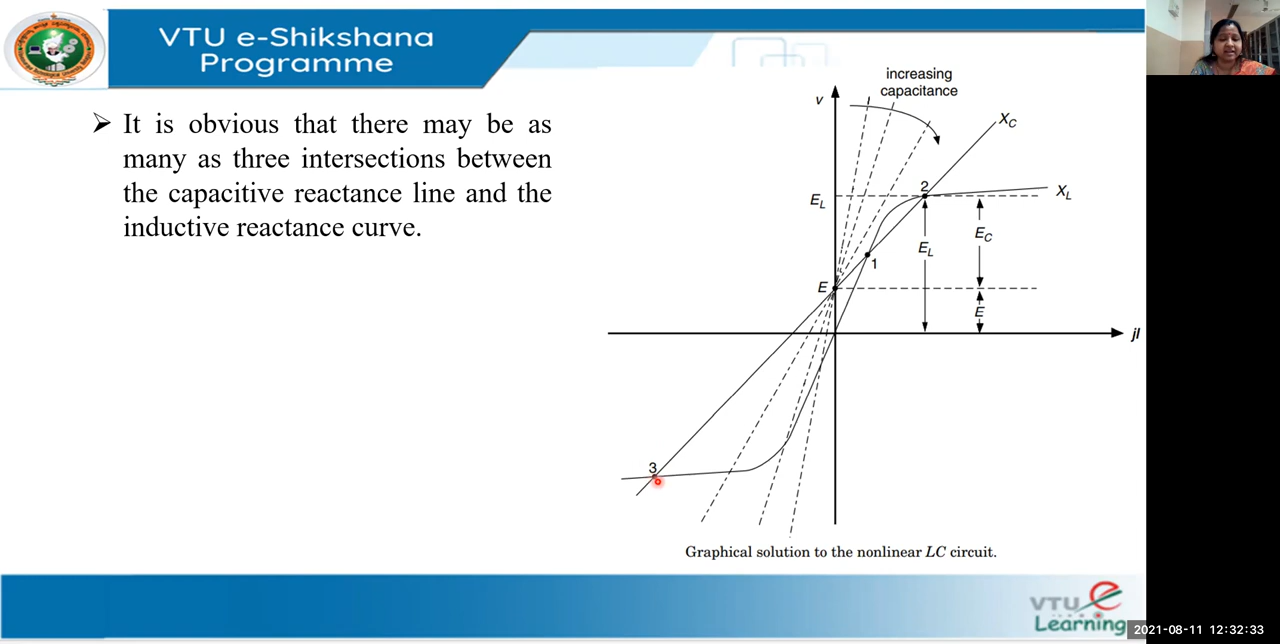 VTU e-Shikshana
Programme
➢ It is obvious that there may be as
many as three intersections between
the capacitive reactance line and the
inductive reactance curve.
increasing
capacitance
v
X_C
2
E_L
X_L
E_C
E_L
1
E
E
jI
3
Graphical solution to the nonlinear LC circuit.
VTU e
Learning
2021-08-11 12:32:33